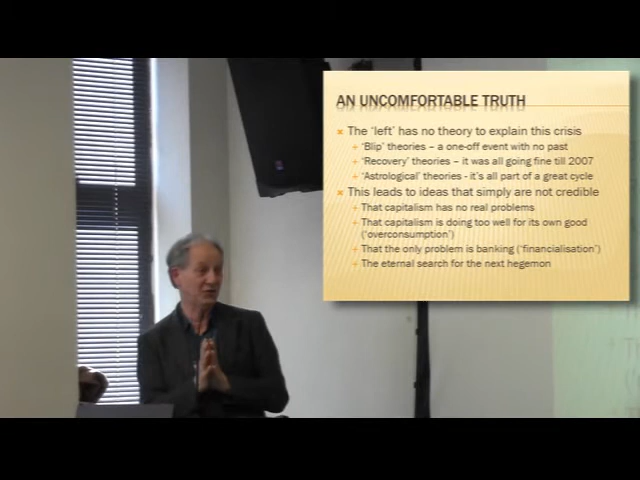 AN UNCOMFORTABLE TRUTH
The 'left' has no theory to explain this crisis
'Blip' theories – a one-off event with no past
'Recovery' theories – it was all going fine till 2007
'Astrological' theories - it's all part of a great cycle
This leads to ideas that simply are not credible
That capitalism has no real problems
That capitalism is doing too well for its own good
('overconsumption')
That the only problem is banking ('financialisation')
The eternal search for the next hegemon